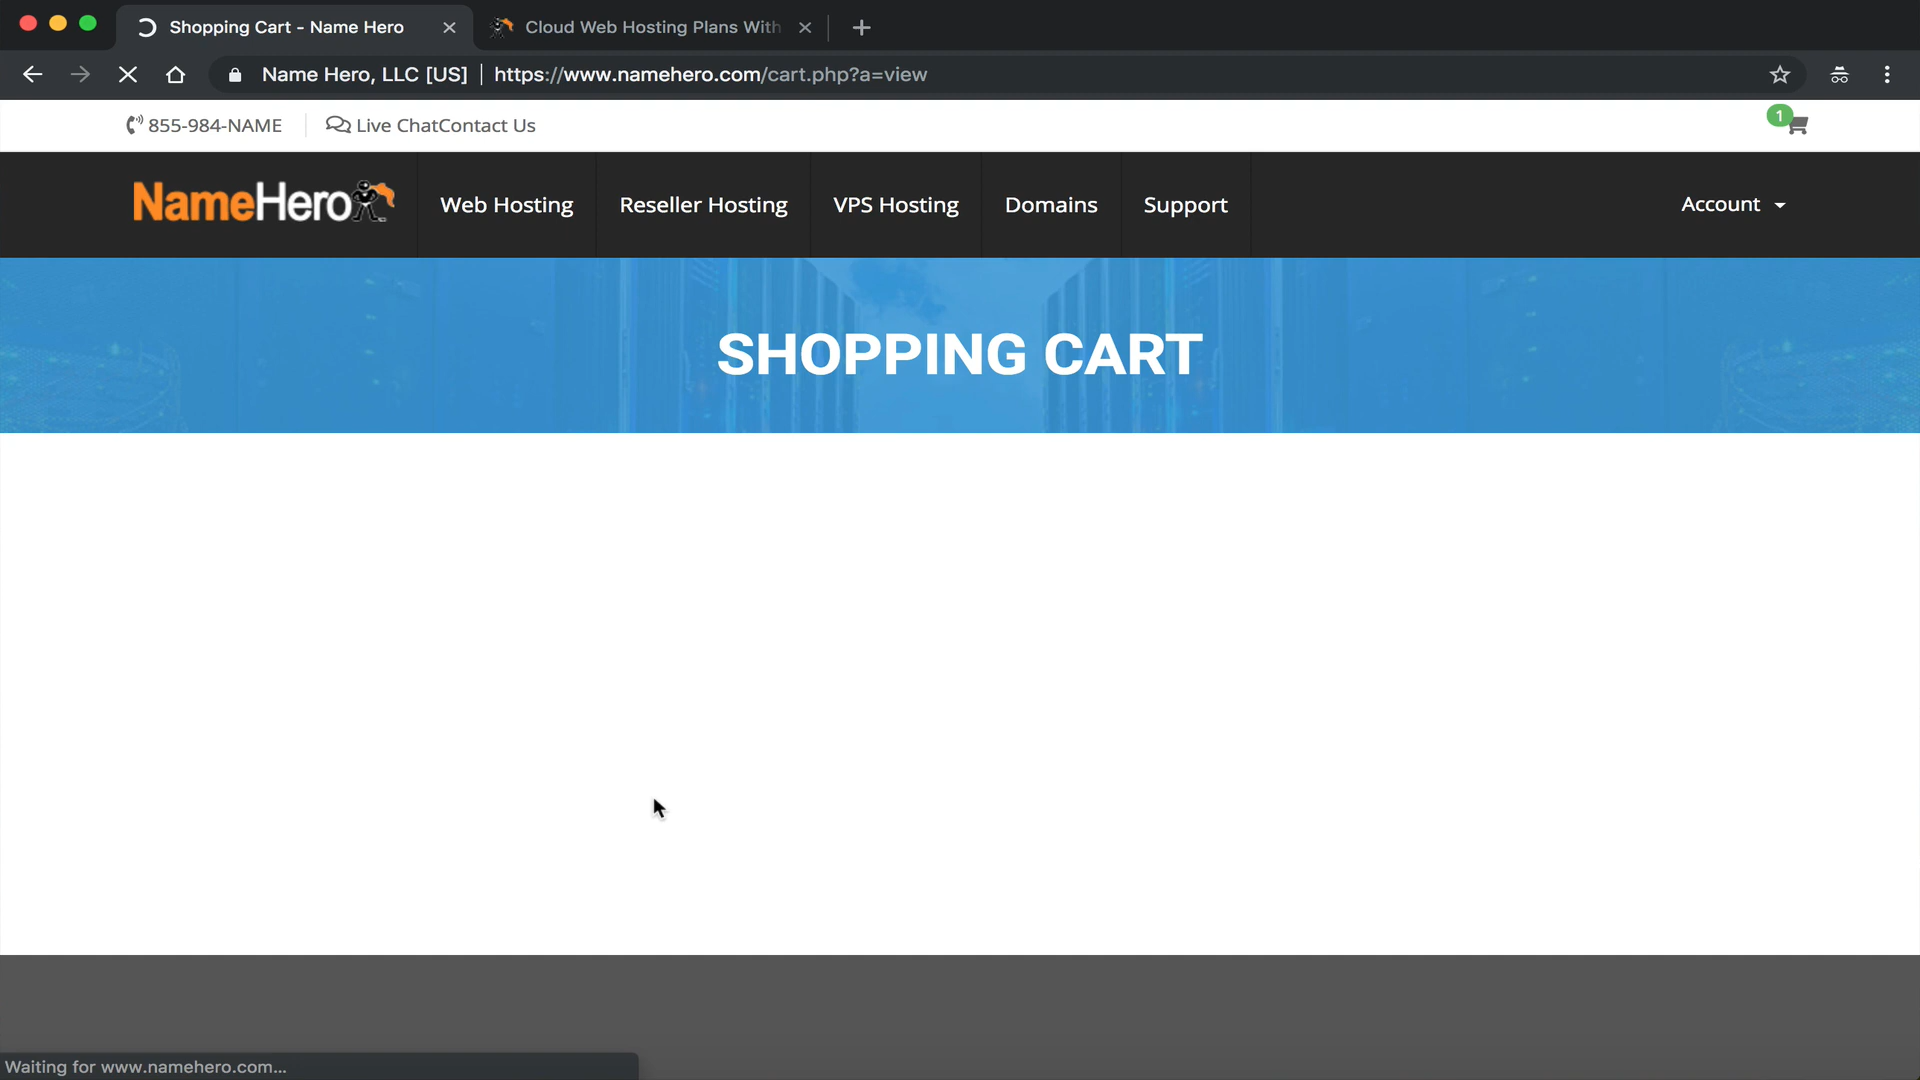 Shopping Cart - Name Hero
Cloud Web Hosting Plans With
Name Hero, LLC [US] | https://www.namehero.com/cart.php?a=view
855-984-NAME
Live Chat Contact Us
1
NameHero
Web Hosting
Reseller Hosting
VPS Hosting
Domains
Support
Account
SHOPPING CART
Waiting for www.namehero.com...